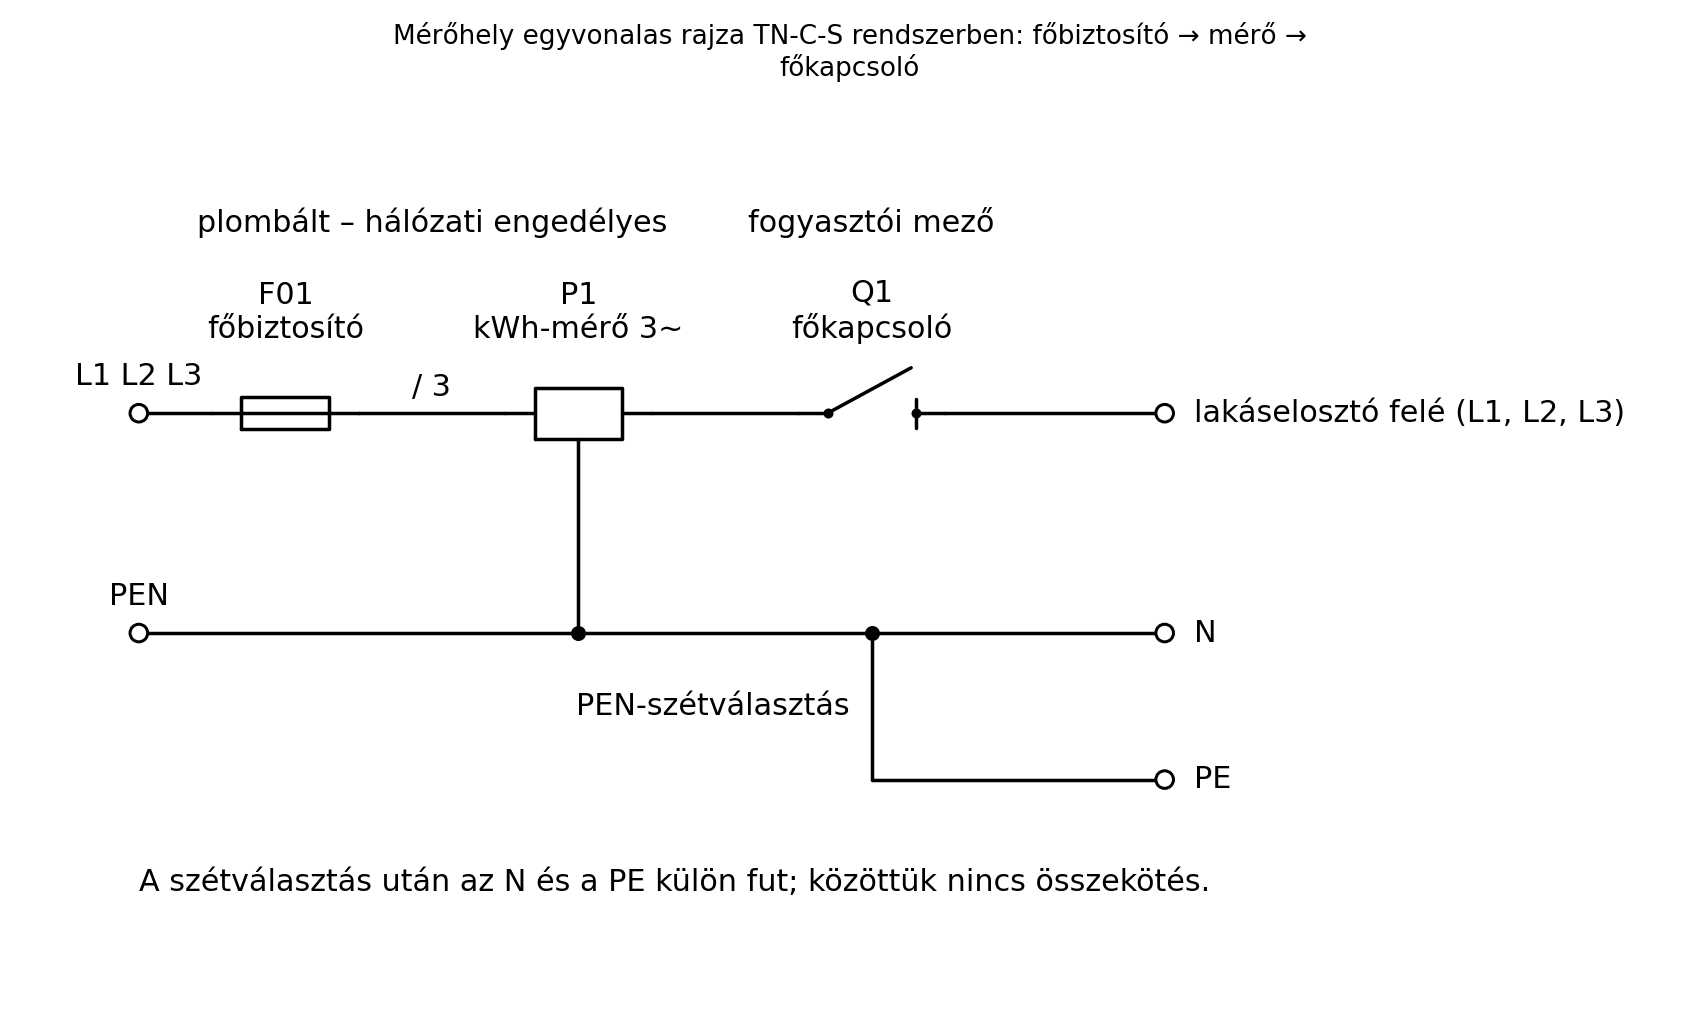 Mérőhely egyvonalas rajza TN-C-S rendszerben: főbiztosító → mérő →
főkapcsoló
plombált – hálózati engedélyes
fogyasztói mező
F01
főbiztosító
P1
kWh-mérő 3~
Q1
főkapcsoló
L1 L2 L3
/ 3
lakáselosztó felé (L1, L2, L3)
PEN
N
PEN-szétválasztás
PE
A szétválasztás után az N és a PE külön fut; közöttük nincs összekötés.